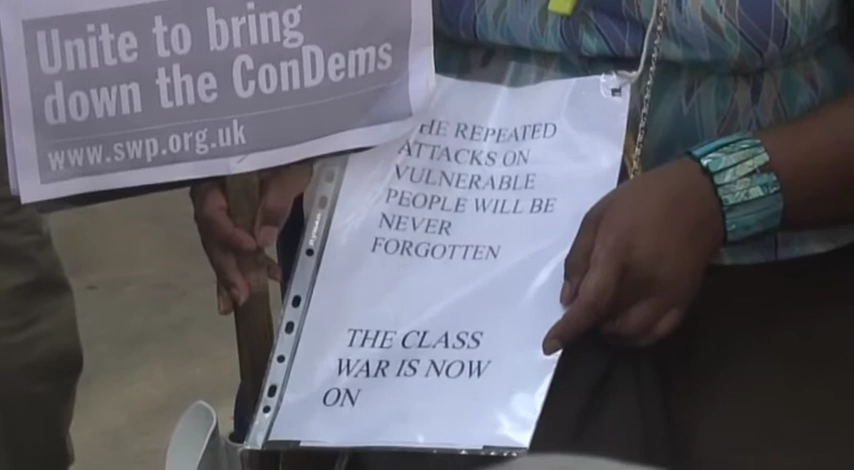 Unite to bring
down the ConDems
www.swp.org.uk
HE REPEATED
ATTACKS ON
VULNERABLE
PEOPLE WILL BE
NEVER
FORGOTTEN
THE CLASS
WAR IS NOW
ON